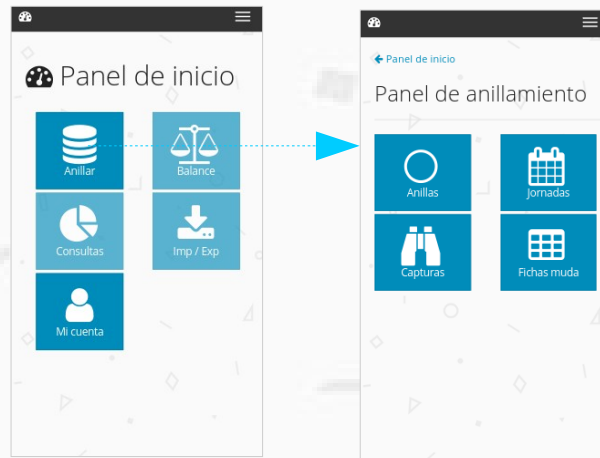 Panel de inicio
Anillar
Balance
Consultas
Imp / Exp
Mi cuenta
Panel de inicio
Panel de anillamiento
Anillas
Jornadas
Capturas
Fichas muda